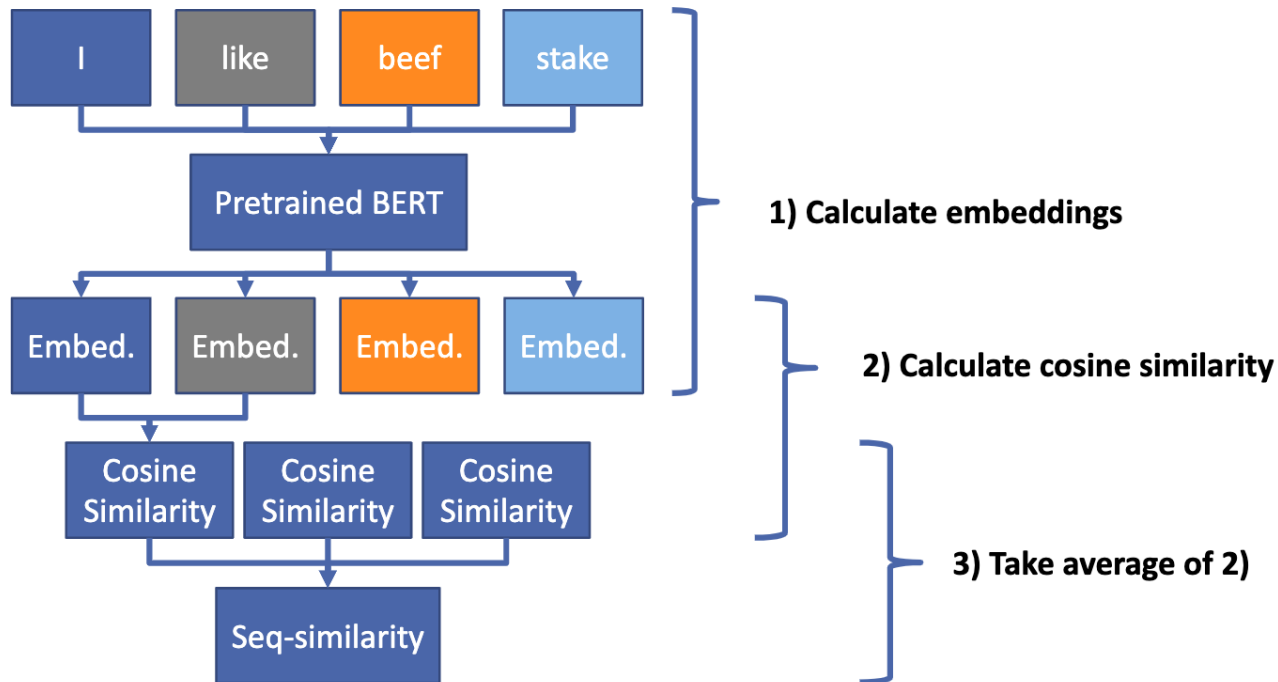 I
like
beef
stake
Pretrained BERT
1) Calculate embeddings
Embed.
Embed.
Embed.
Embed.
2) Calculate cosine similarity
Cosine
Similarity
Cosine
Similarity
Cosine
Similarity
3) Take average of 2)
Seq-similarity